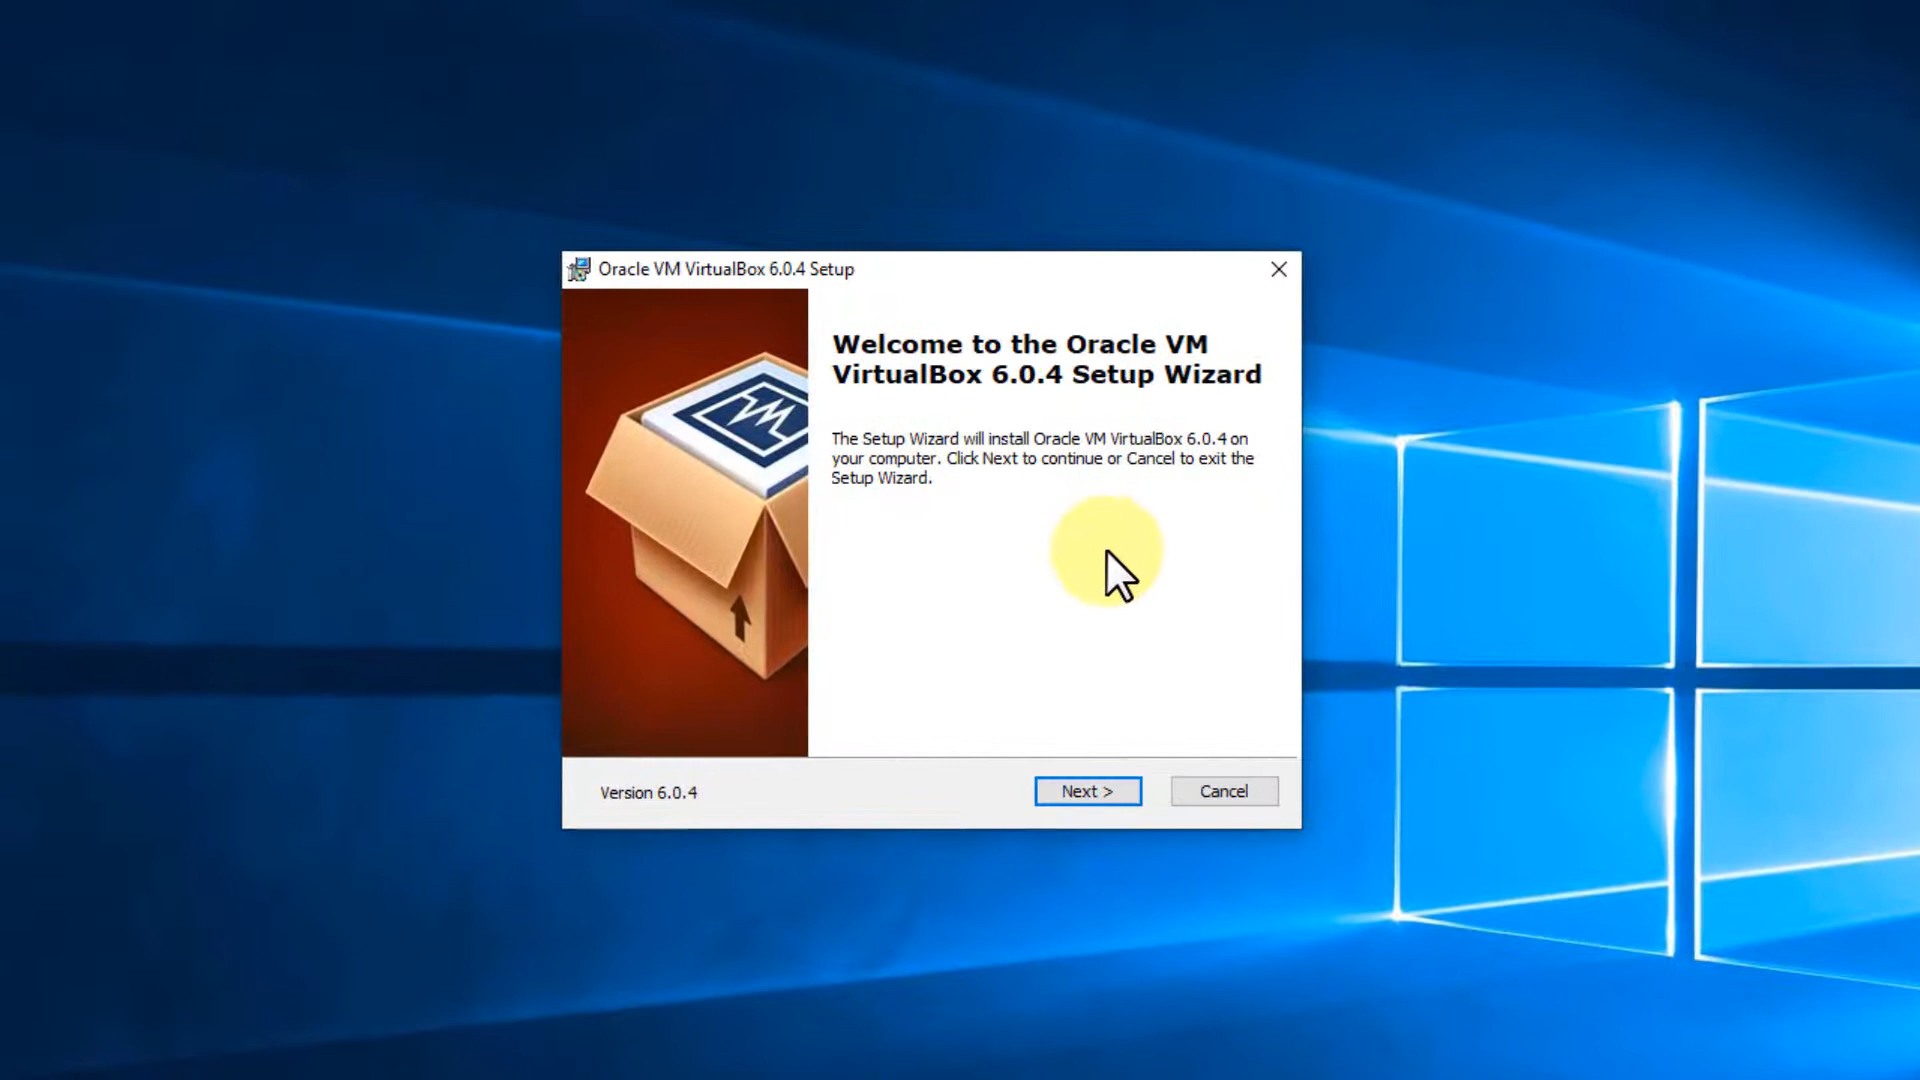 Oracle VM VirtualBox 6.0.4 Setup
Welcome to the Oracle VM
VirtualBox 6.0.4 Setup Wizard
The Setup Wizard will install Oracle VM VirtualBox 6.0.4 on
your computer. Click Next to continue or Cancel to exit the
Setup Wizard.
Version 6.0.4
Next >
Cancel